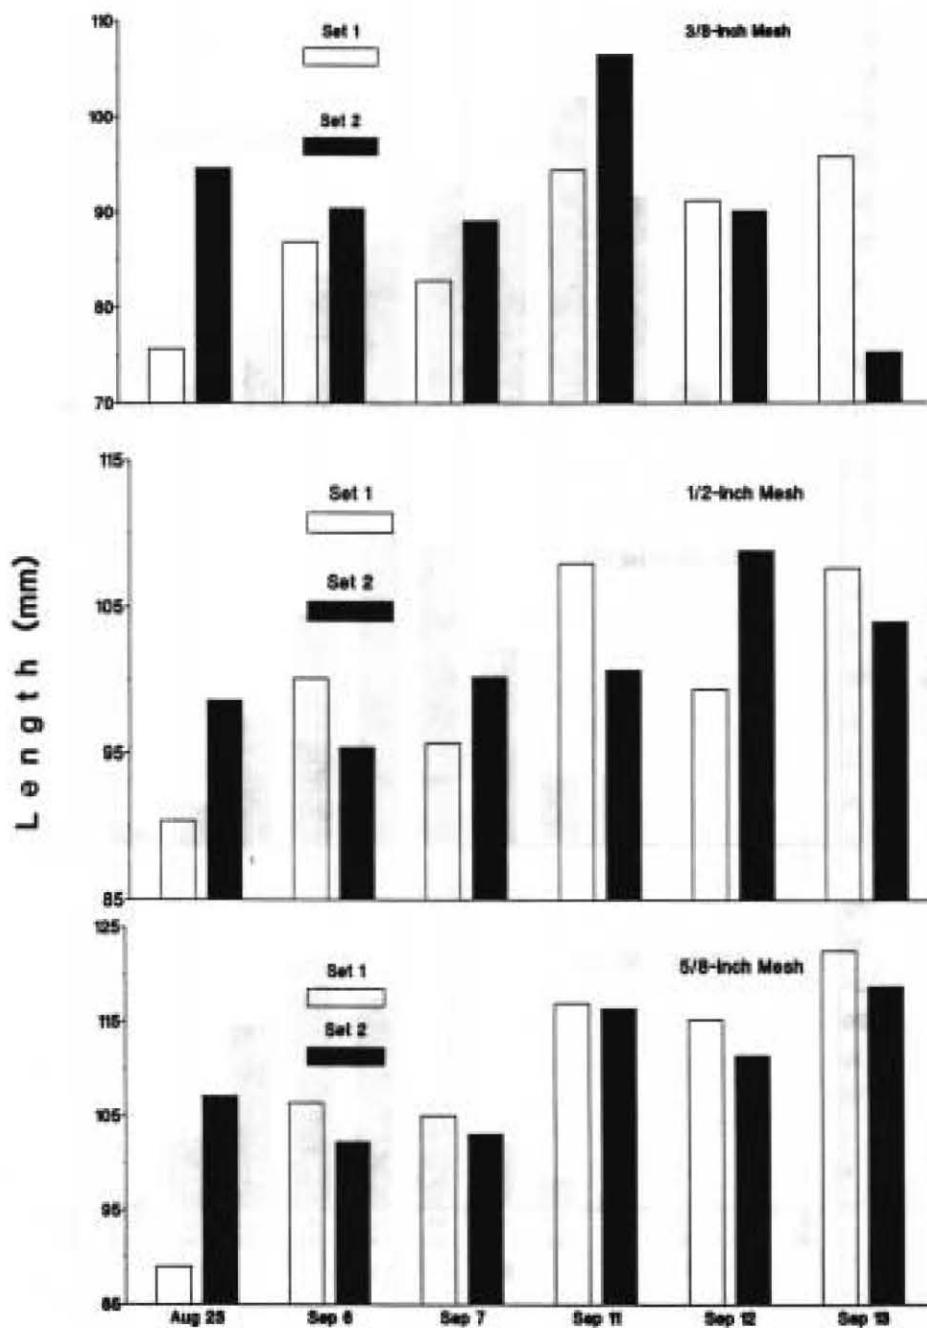 110
Set 1
3/8-Inch Mesh
100
Set 2
90
80
70
115
Set 1
1/2-Inch Mesh
Set 2
105
95
85
Length (mm)
125
Set 1
5/8-Inch Mesh
115
Set 2
105
95
85
Aug 25 Sep 6 Sep 7 Sep 11 Sep 12 Sep 13